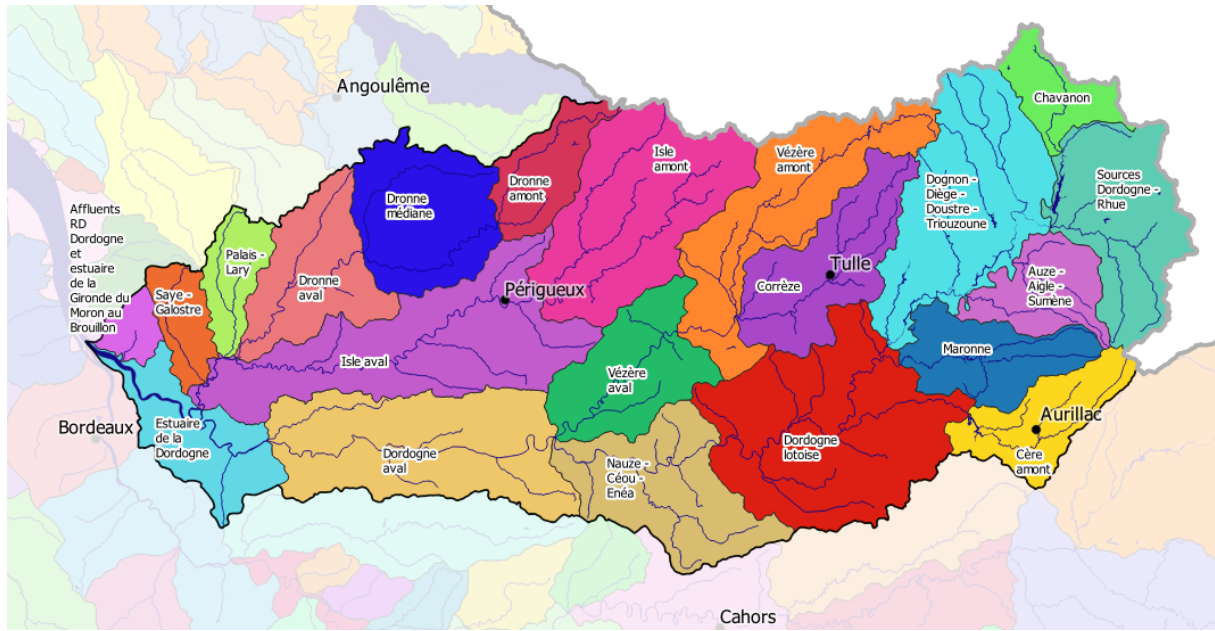 Angoulême
Chavanon
Isle
amont
Vézère
amont
Dronne
amont
Dronne
médiane
Dognon -
Diège -
Doustre -
Triouzoune
Sources
Dordogne -
Rhue
Affluents
RD
Dordogne
et
estuaire
de la
Gironde du
Moron au
Brouillon
Palais -
Lary
Dronne
aval
Saye -
Galostre
Périgueux
Tulle
Corrèze
Auze -
Aigle -
Sumène
Maronne
Isle aval
Vézère
aval
Bordeaux
Estuaire
de la
Dordogne
Dordogne
aval
Nauze -
Céou -
Enéa
Dordogne
lotoise
Aurillac
Cère
amont
Cahors